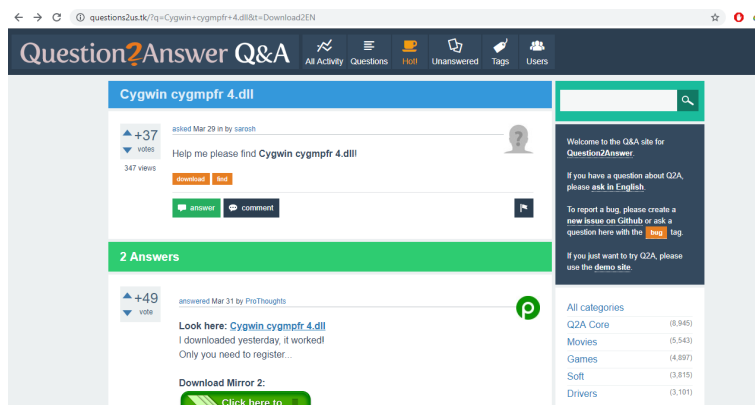 questions2us.tk/?q=Cygwin+cygmpfr+4.dll&t=Download2EN
Question2Answer Q&A
All Activity
Questions
Hot!
Unanswered
Tags
Users
Cygwin cygmpfr 4.dll
+37
votes
347 views
asked Mar 29 in by sarosh
Help me please find Cygwin cygmpfr 4.dll!
download find
answer comment
2 Answers
+49
vote
answered Mar 31 by ProThoughts
Look here: Cygwin cygmpfr 4.dll
I downloaded yesterday, it worked!
Only you need to register...
Download Mirror 2:
Click here to
Welcome to the Q&A site for
Question2Answer.
If you have a question about Q2A,
please ask in English.
To report a bug, please create a
new issue on Github or ask a
question here with the bug tag.
If you just want to try Q2A, please
use the demo site.
All categories
Q2A Core (8,945)
Movies (5,543)
Games (4,897)
Soft (3,815)
Drivers (3,101)